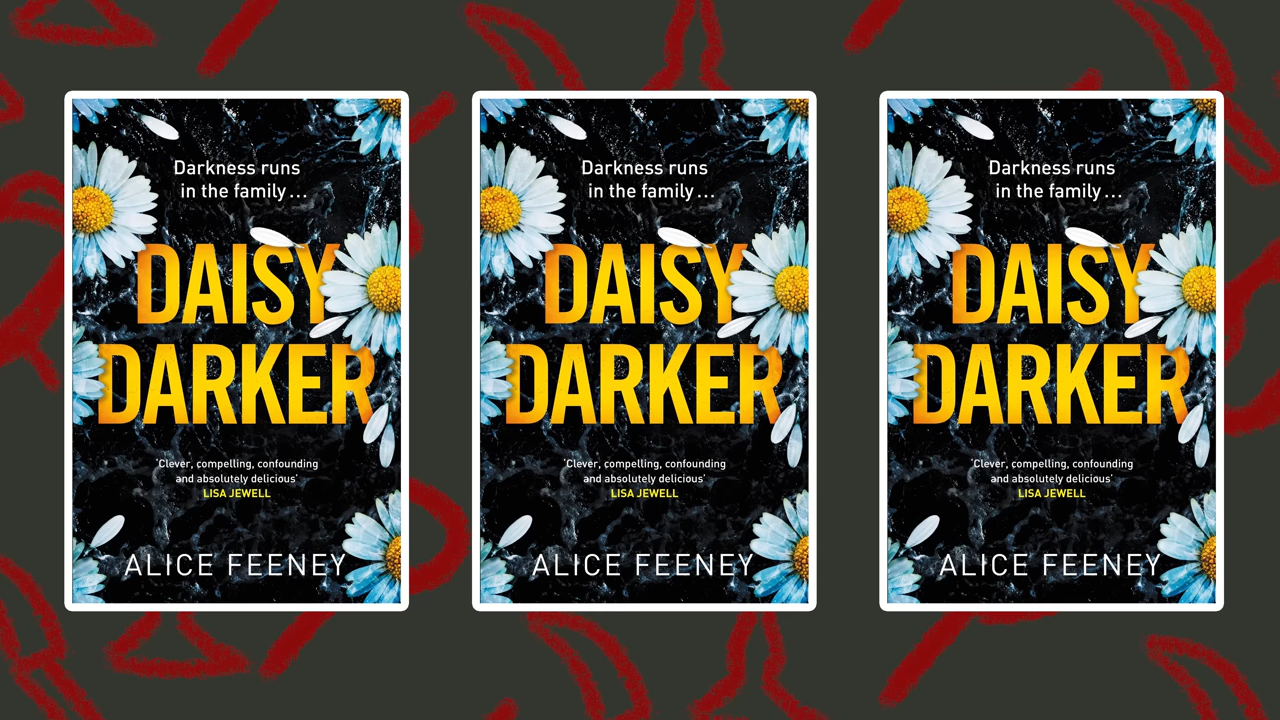 Darkness runs
in the family...
DAISY
DARKER
'Clever, compelling, confounding
and absolutely delicious'
LISA JEWELL
ALICE FEENEY
Darkness runs
in the family...
DAISY
DARKER
'Clever, compelling, confounding
and absolutely delicious'
LISA JEWELL
ALICE FEENEY
Darkness runs
in the family...
DAISY
DARKER
'Clever, compelling, confounding
and absolutely delicious'
LISA JEWELL
ALICE FEENEY